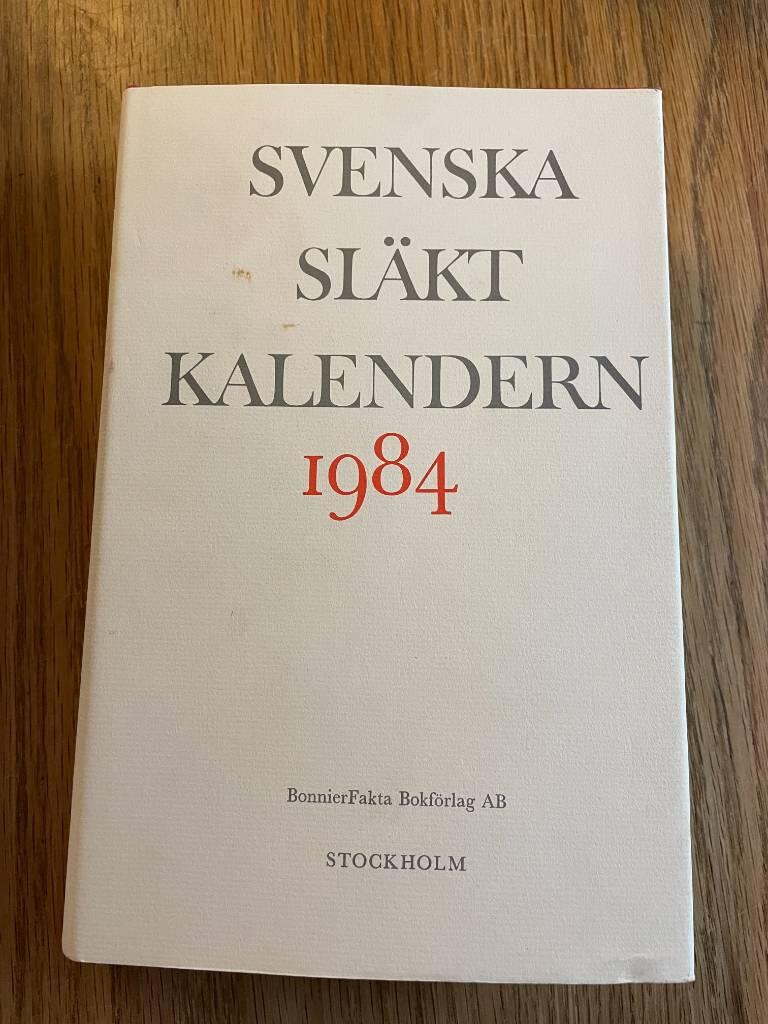 SVENSKA
SLÄKT
KALENDERN
1984
BonnierFakta Bokförlag AB
STOCKHOLM